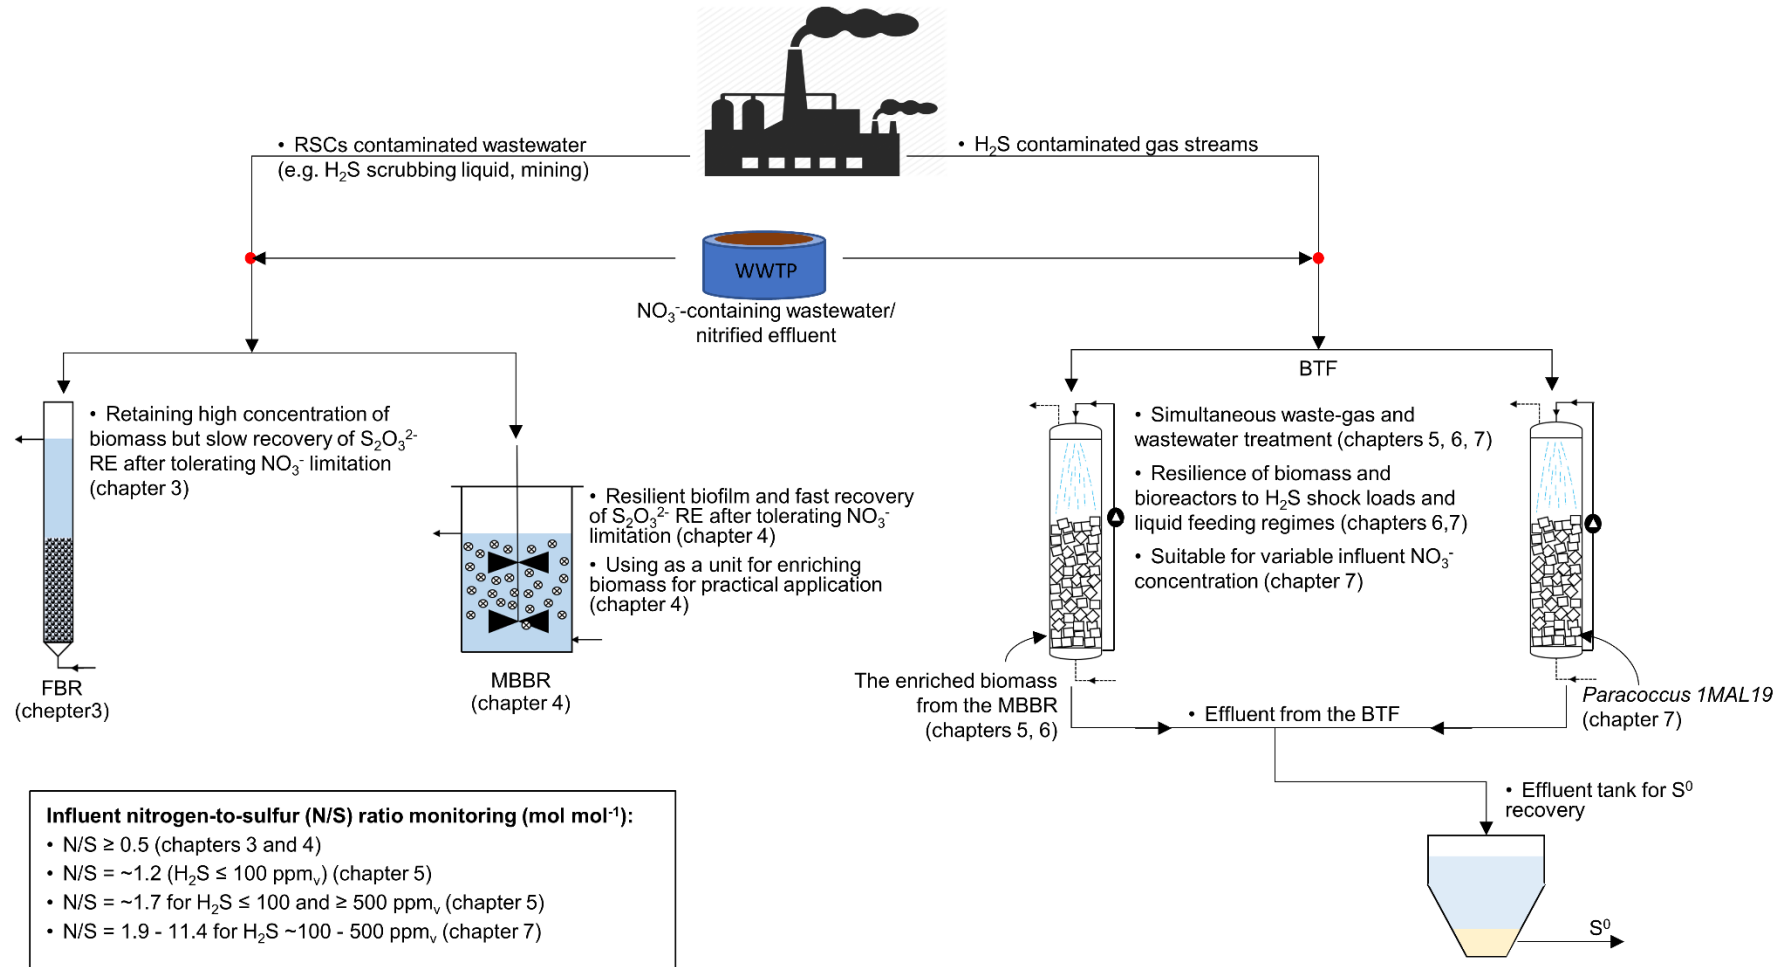 • RSCs contaminated wastewater
(e.g. H₂S scrubbing liquid, mining)
• H₂S contaminated gas streams
WWTP
NO₃⁻-containing wastewater/
nitrified effluent
BTF
• Retaining high concentration of
biomass but slow recovery of S₂O₃²⁻
RE after tolerating NO₃⁻ limitation
(chapter 3)
• Resilient biofilm and fast recovery
of S₂O₃²⁻ RE after tolerating NO₃⁻
limitation (chapter 4)
• Using as a unit for enriching
biomass for practical application
(chapter 4)
• Simultaneous waste-gas and
wastewater treatment (chapters 5, 6, 7)
• Resilience of biomass and
bioreactors to H₂S shock loads and
liquid feeding regimes (chapters 6,7)
• Suitable for variable influent NO₃⁻
concentration (chapter 7)
FBR
(chepter3)
MBBR
(chapter 4)
The enriched biomass
from the MBBR
(chapters 5, 6)
• Effluent from the BTF
Paracoccus 1MAL19
(chapter 7)
• Effluent tank for S⁰
recovery
S⁰
Influent nitrogen-to-sulfur (N/S) ratio monitoring (mol mol⁻¹):
• N/S ≥ 0.5 (chapters 3 and 4)
• N/S = ~1.2 (H₂S ≤ 100 ppmᵥ) (chapter 5)
• N/S = ~1.7 for H₂S ≤ 100 and ≥ 500 ppmᵥ (chapter 5)
• N/S = 1.9 - 11.4 for H₂S ~100 - 500 ppmᵥ (chapter 7)